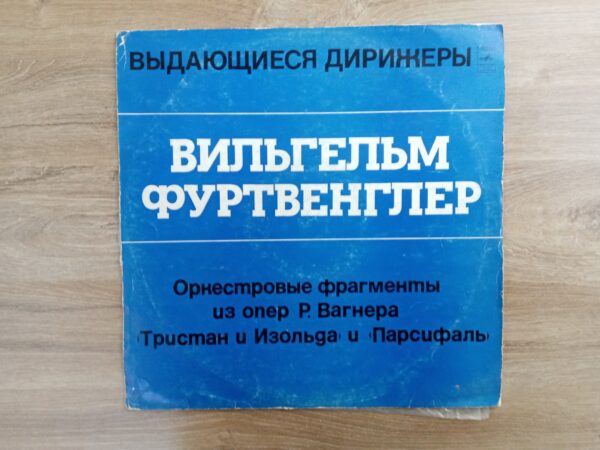 ВЫДАЮЩИЕСЯ ДИРИЖЕРЫ
ВИЛЬГЕЛЬМ
ФУРТВЕНГЛЕР
Оркестровые фрагменты
из опер Р. Вагнера
‹Тристан и Изольда› и ‹Парсифаль›